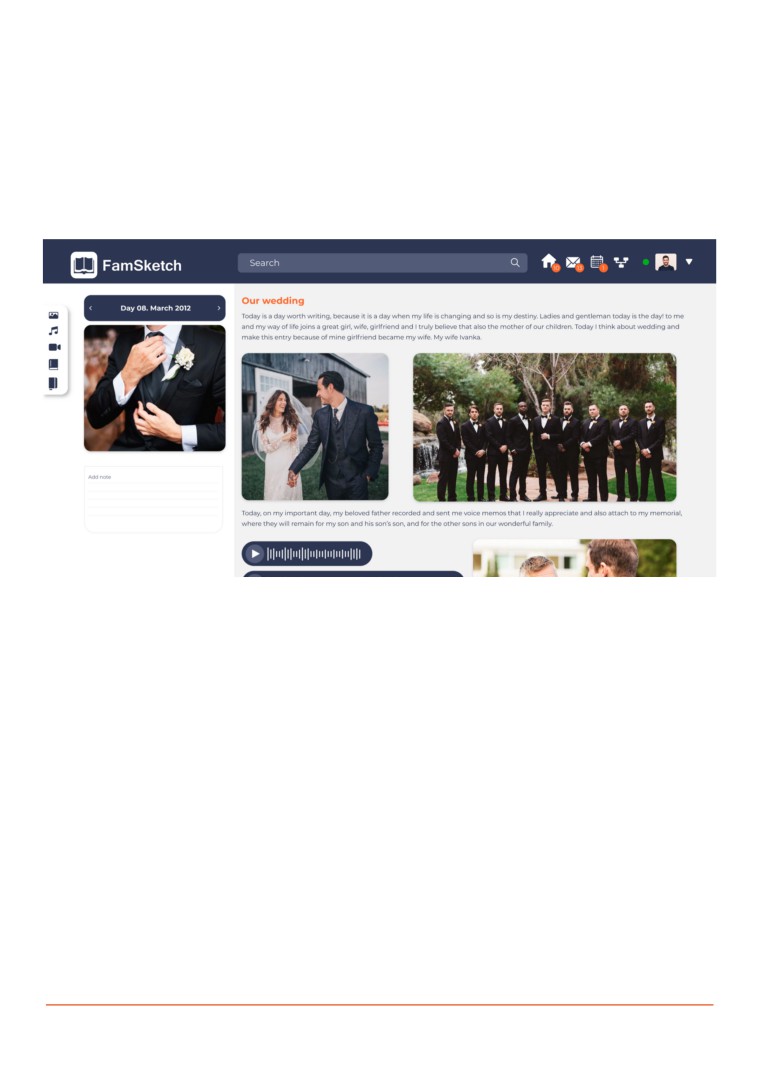 FamSketch
Search
Day 08. March 2012
Add note
Our wedding
Today is a day worth writing, because it is a day when my life is changing and so is my destiny. Ladies and gentleman today is the day! to me
and my way of life joins a great girl, wife, girlfriend and I truly believe that also the mother of our children. Today I think about wedding and
make this entry because of mine girlfriend became my wife. My wife Ivanka.
Today, on my important day, my beloved father recorded and sent me voice memos that I really appreciate and also attach to my memorial,
where they will remain for my son and his son's son, and for the other sons in our wonderful family.